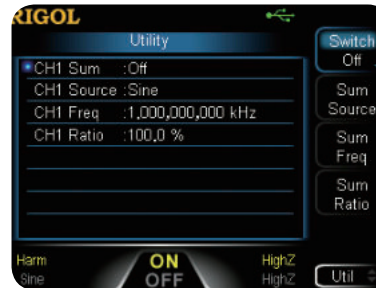 RIGOL
Utility
CH1 Sum :Off
CH1 Source :Sine
CH1 Freq :1,000,000,000 kHz
CH1 Ratio :100.0 %
Switch
Off
Sum
Source
Sum
Freq
Sum
Ratio
Harm ON HighZ
Sine OFF HighZ
Util